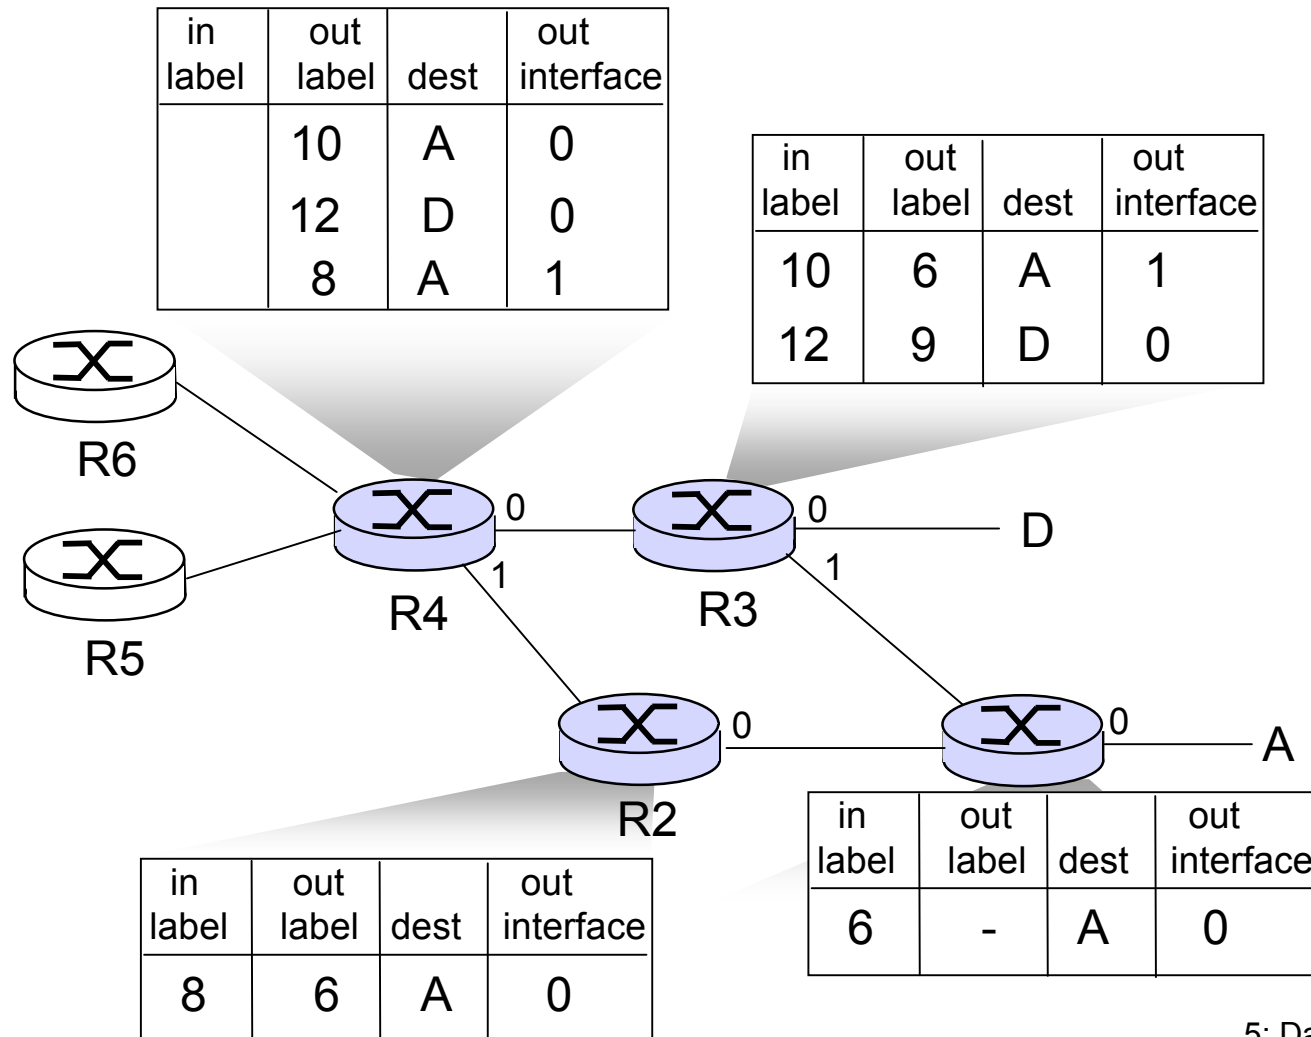 in out out
label label dest interface
10 A 0
12 D 0
8 A 1
in out out
label label dest interface
10 6 A 1
12 9 D 0
R6
0 0
D
1 1
R4 R3
R5
0 0
A
R2
in out out
label label dest interface
6 - A 0
in out out
label label dest interface
8 6 A 0
5: Da